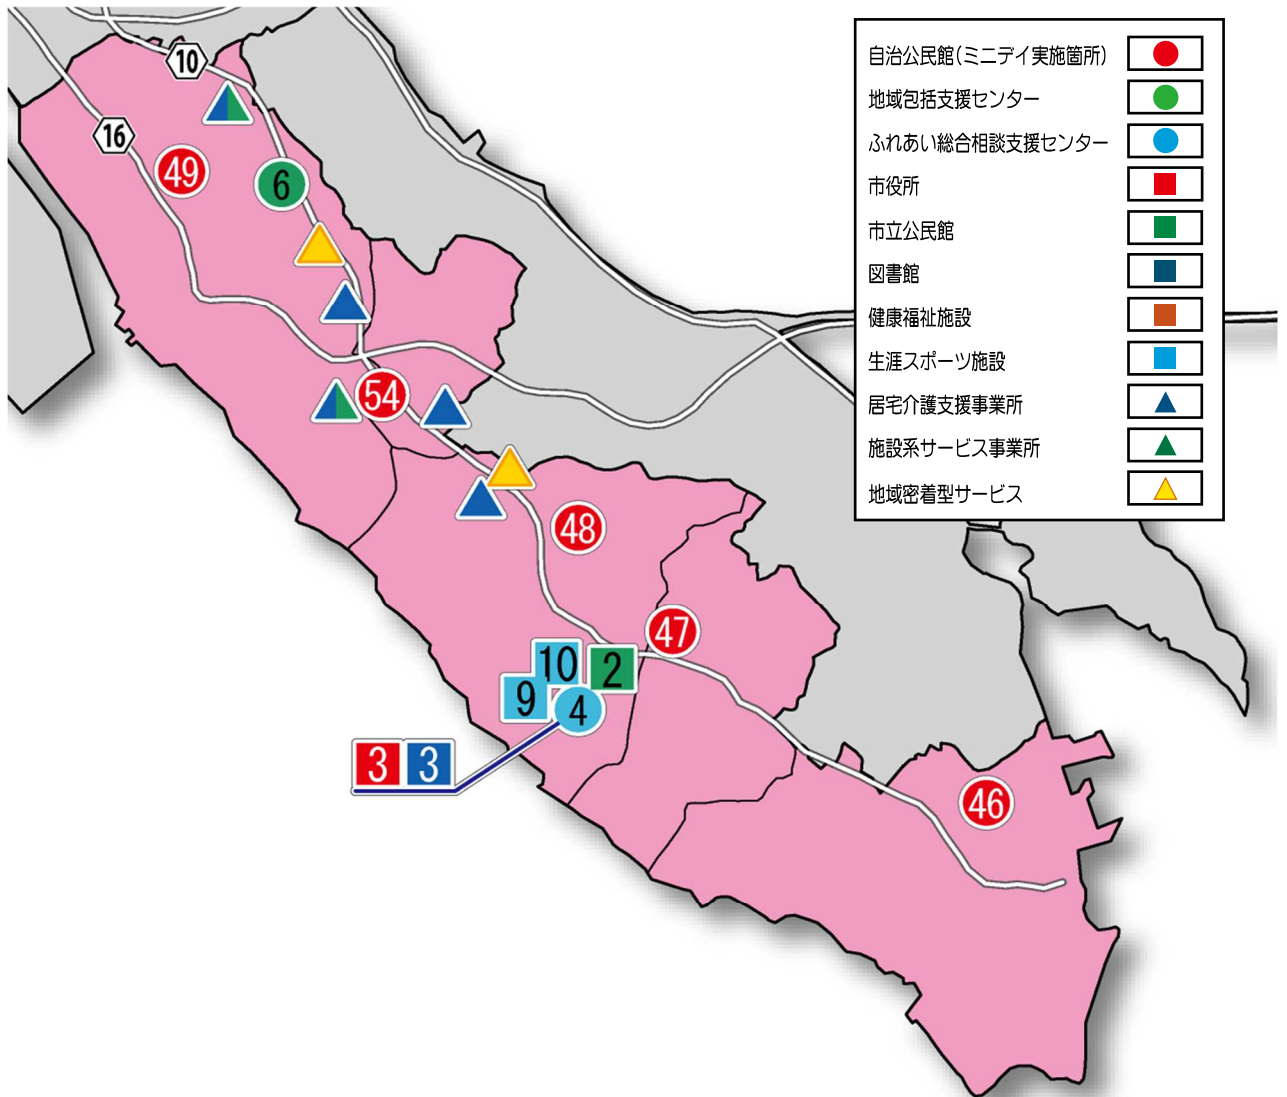 自治公民館(ミニデイ実施箇所)
地域包括支援センター
ふれあい総合相談支援センター
市役所
市立公民館
図書館
健康福祉施設
生涯スポーツ施設
居宅介護支援事業所
施設系サービス事業所
地域密着型サービス
10
16
49
6
54
48
47
10
2
9
4
3 3
46